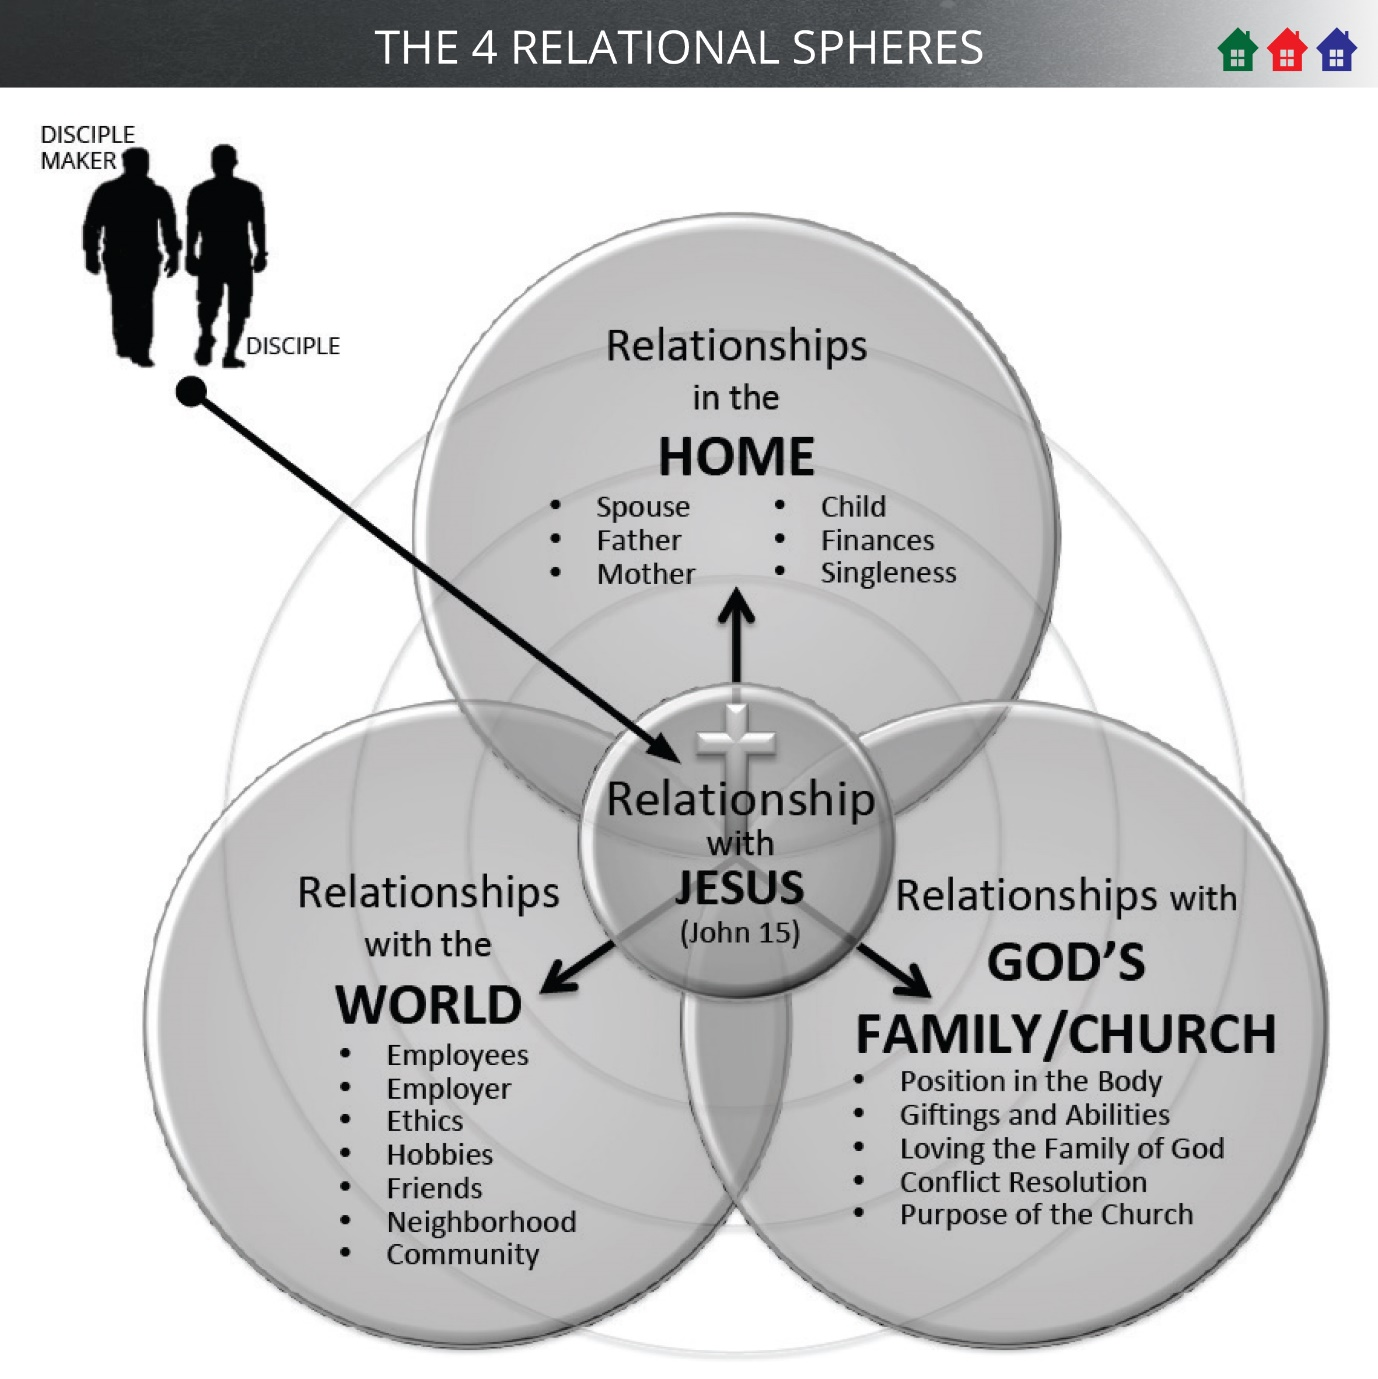 THE 4 RELATIONAL SPHERES
DISCIPLE
MAKER
DISCIPLE
Relationships
in the
HOME
• Spouse
• Father
• Mother
• Child
• Finances
• Singleness
Relationship
with
JESUS
(John 15)
Relationships
with the
WORLD
• Employees
• Employer
• Ethics
• Hobbies
• Friends
• Neighborhood
• Community
Relationships with
GOD'S
FAMILY/CHURCH
• Position in the Body
• Giftings and Abilities
• Loving the Family of God
• Conflict Resolution
• Purpose of the Church